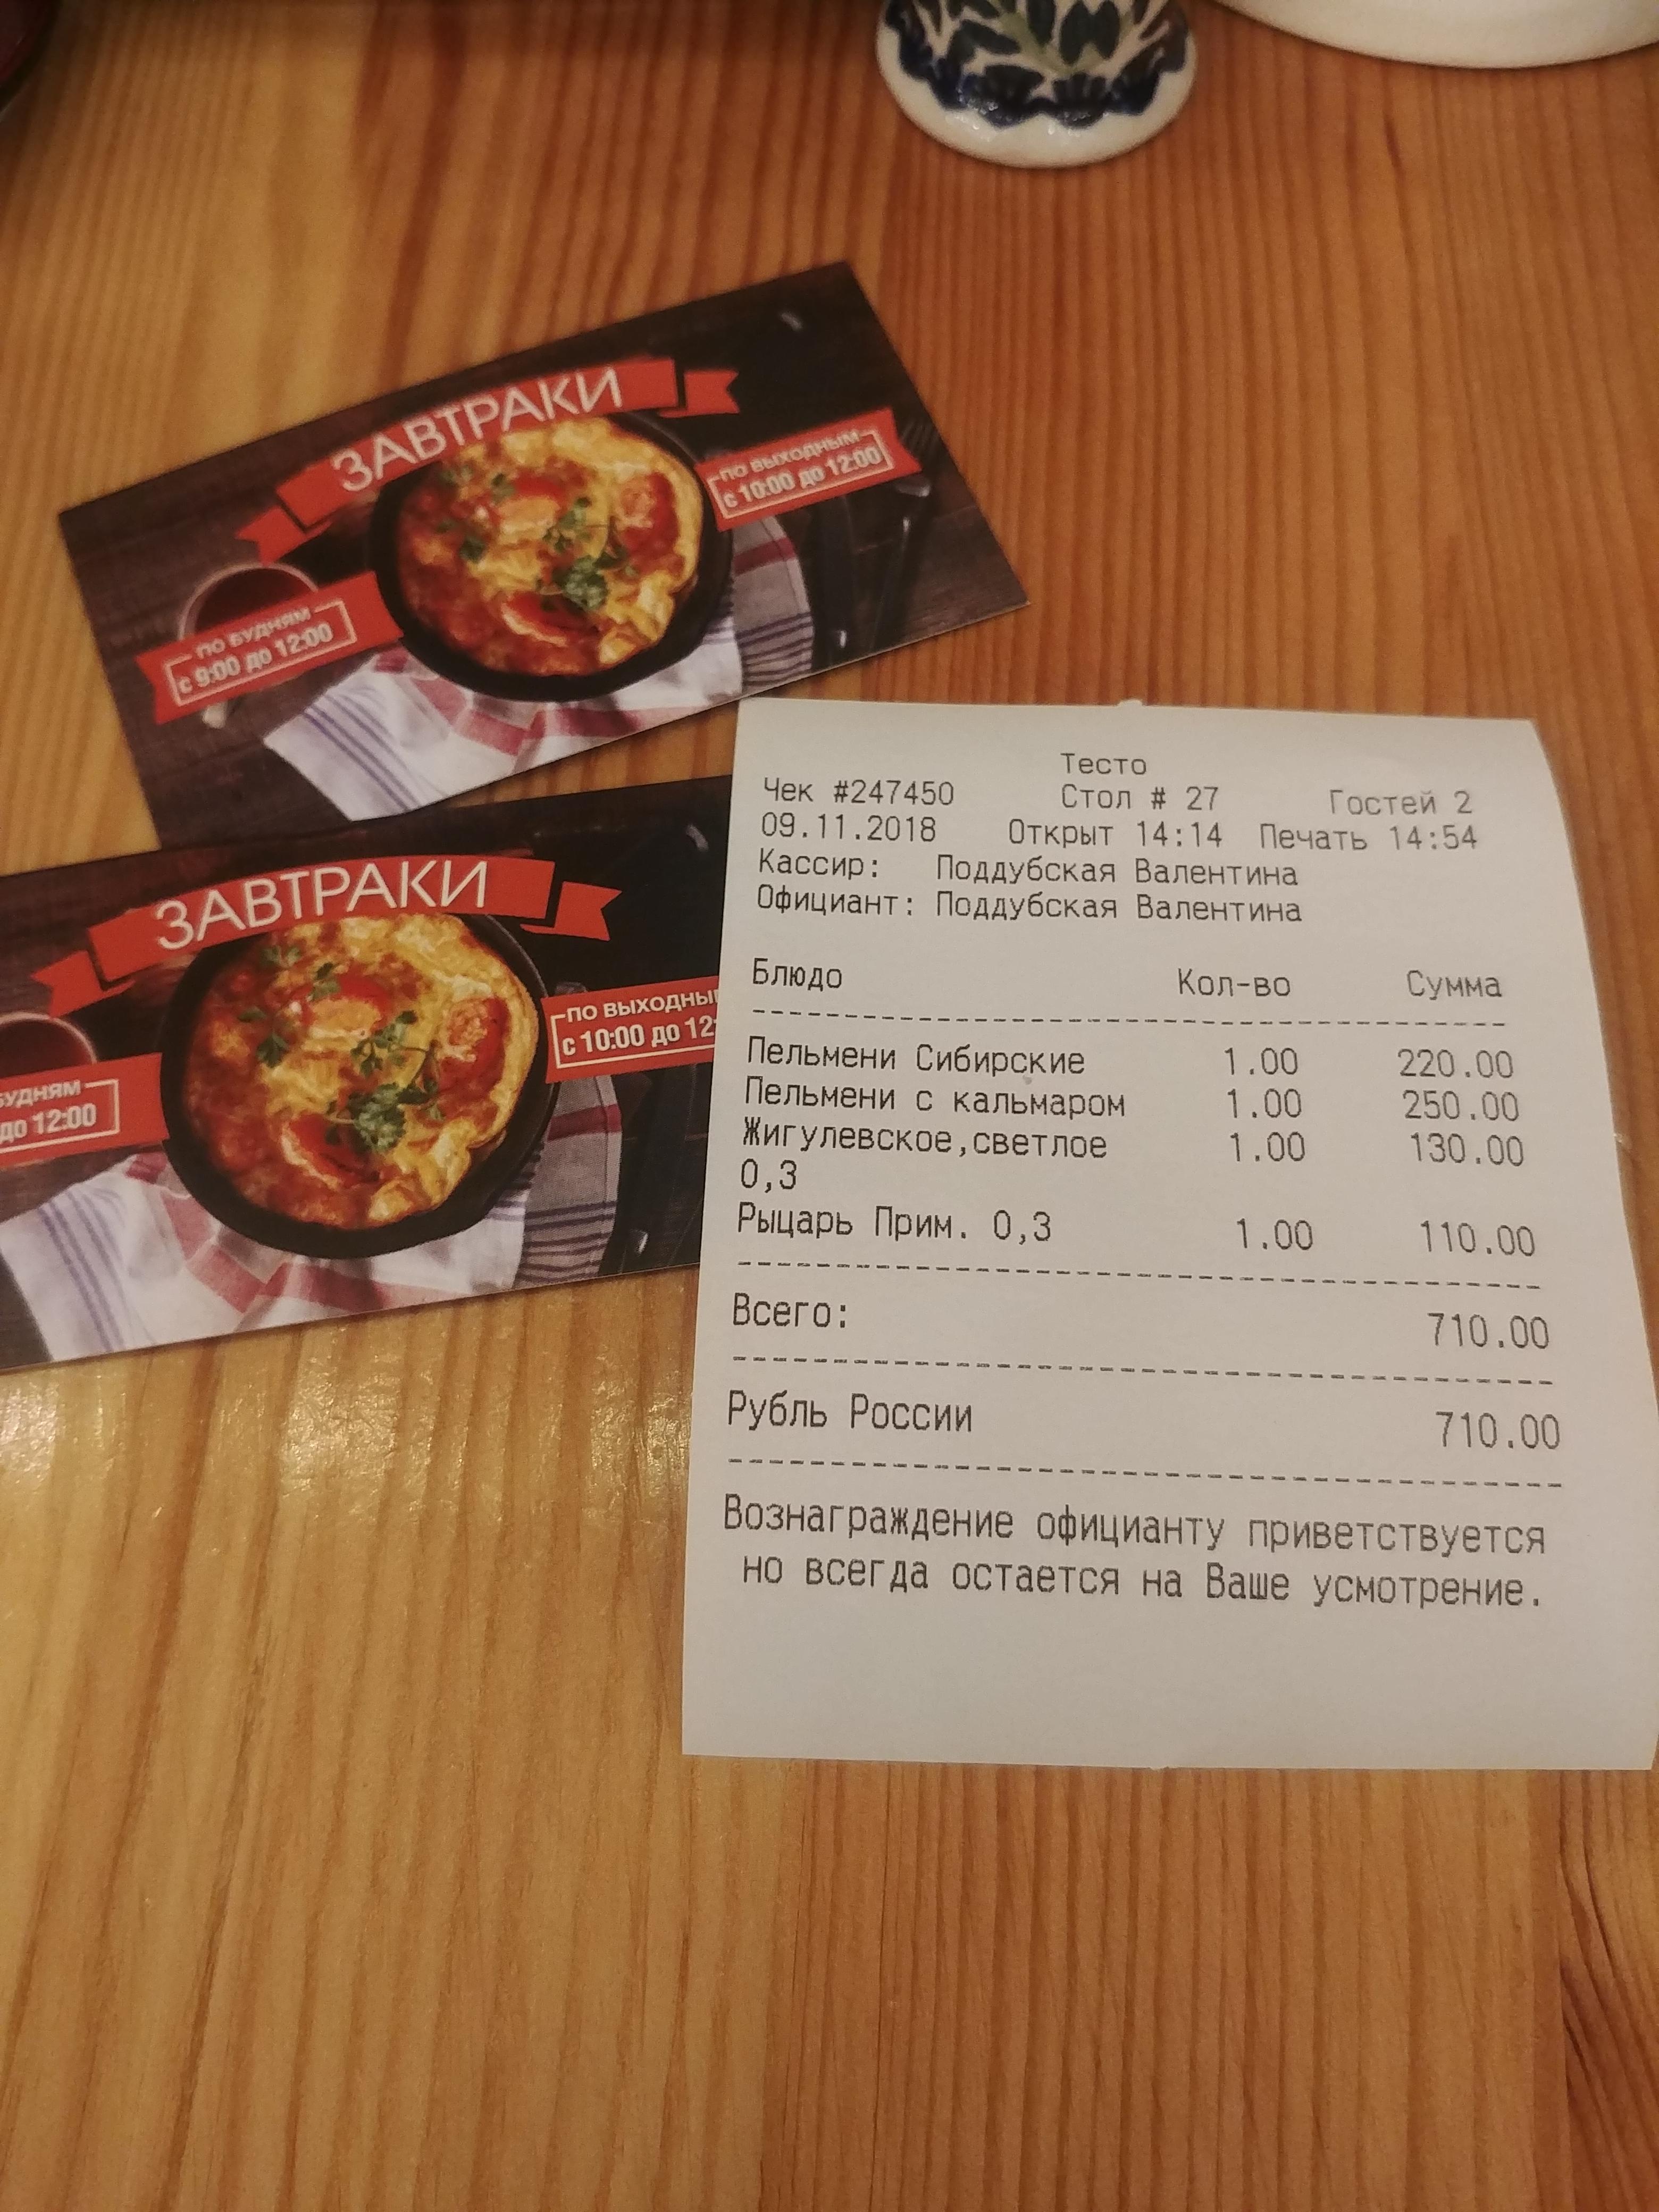 ЗАВТРАКИ
ПО ВЫХОДНЫМ
с 10:00 до 12:00
ПО БУДНЯМ
с 9:00 до 12:00
ЗАВТРАКИ
ПО ВЫХОДНЫ
с 10:00 до 12:
БУДНЯМ
до 12:00
Тесто
Чек #247450 Стол # 27 Гостей 2
09.11.2018 Открыт 14:14 Печать 14:54
Кассир: Поддубская Валентина
Официант: Поддубская Валентина
Блюдо Кол-во Сумма
Пельмени Сибирские 1.00 220.00
Пельмени с кальмаром 1.00 250.00
Жигулевское,светлое 1.00 130.00
0,3
Рыцарь Прим. 0,3 1.00 110.00
Всего: 710.00
Рубль России 710.00
Вознаграждение официанту приветствуется
но всегда остается на Ваше усмотрение.